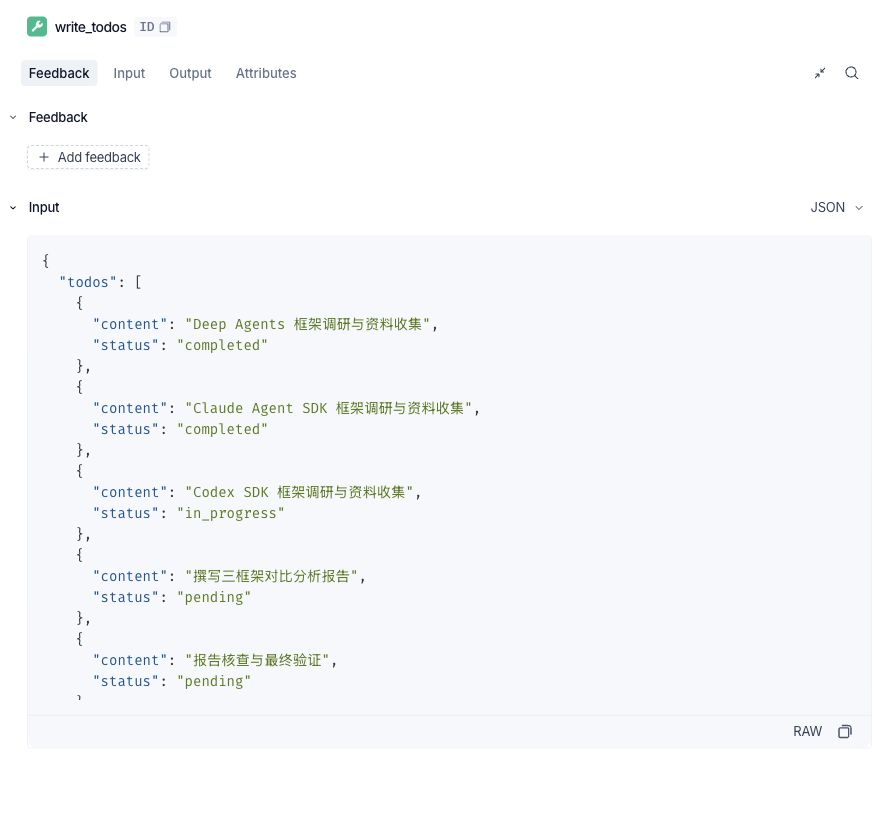 write_todos ID
Feedback Input Output Attributes
Feedback
+ Add feedback
Input JSON
{
"todos": [
{
"content": "Deep Agents 框架调研与资料收集",
"status": "completed"
},
{
"content": "Claude Agent SDK 框架调研与资料收集",
"status": "completed"
},
{
"content": "Codex SDK 框架调研与资料收集",
"status": "in_progress"
},
{
"content": "撰写三框架对比分析报告",
"status": "pending"
},
{
"content": "报告核查与最终验证",
"status": "pending"
RAW